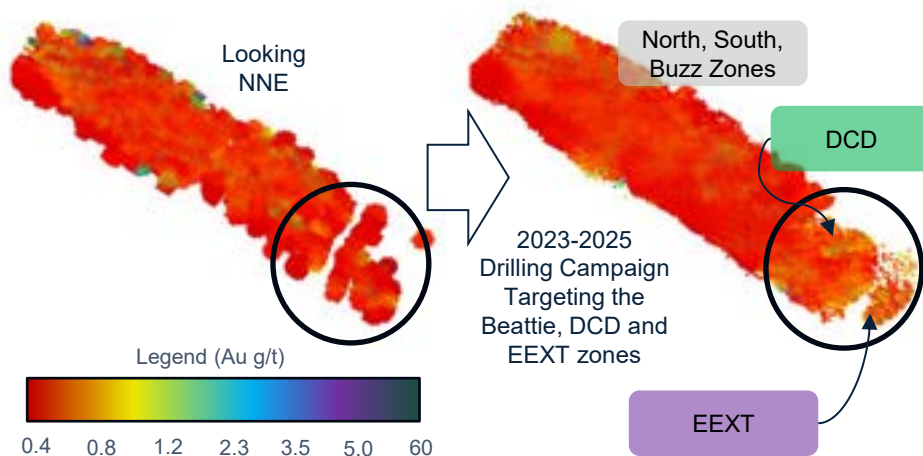 Looking
NNE
North, South,
Buzz Zones
DCD
2023-2025
Drilling Campaign
Targeting the
Beattie, DCD and
EEXT zones
Legend (Au g/t)
0.4 0.8 1.2 2.3 3.5 5.0 60
EEXT